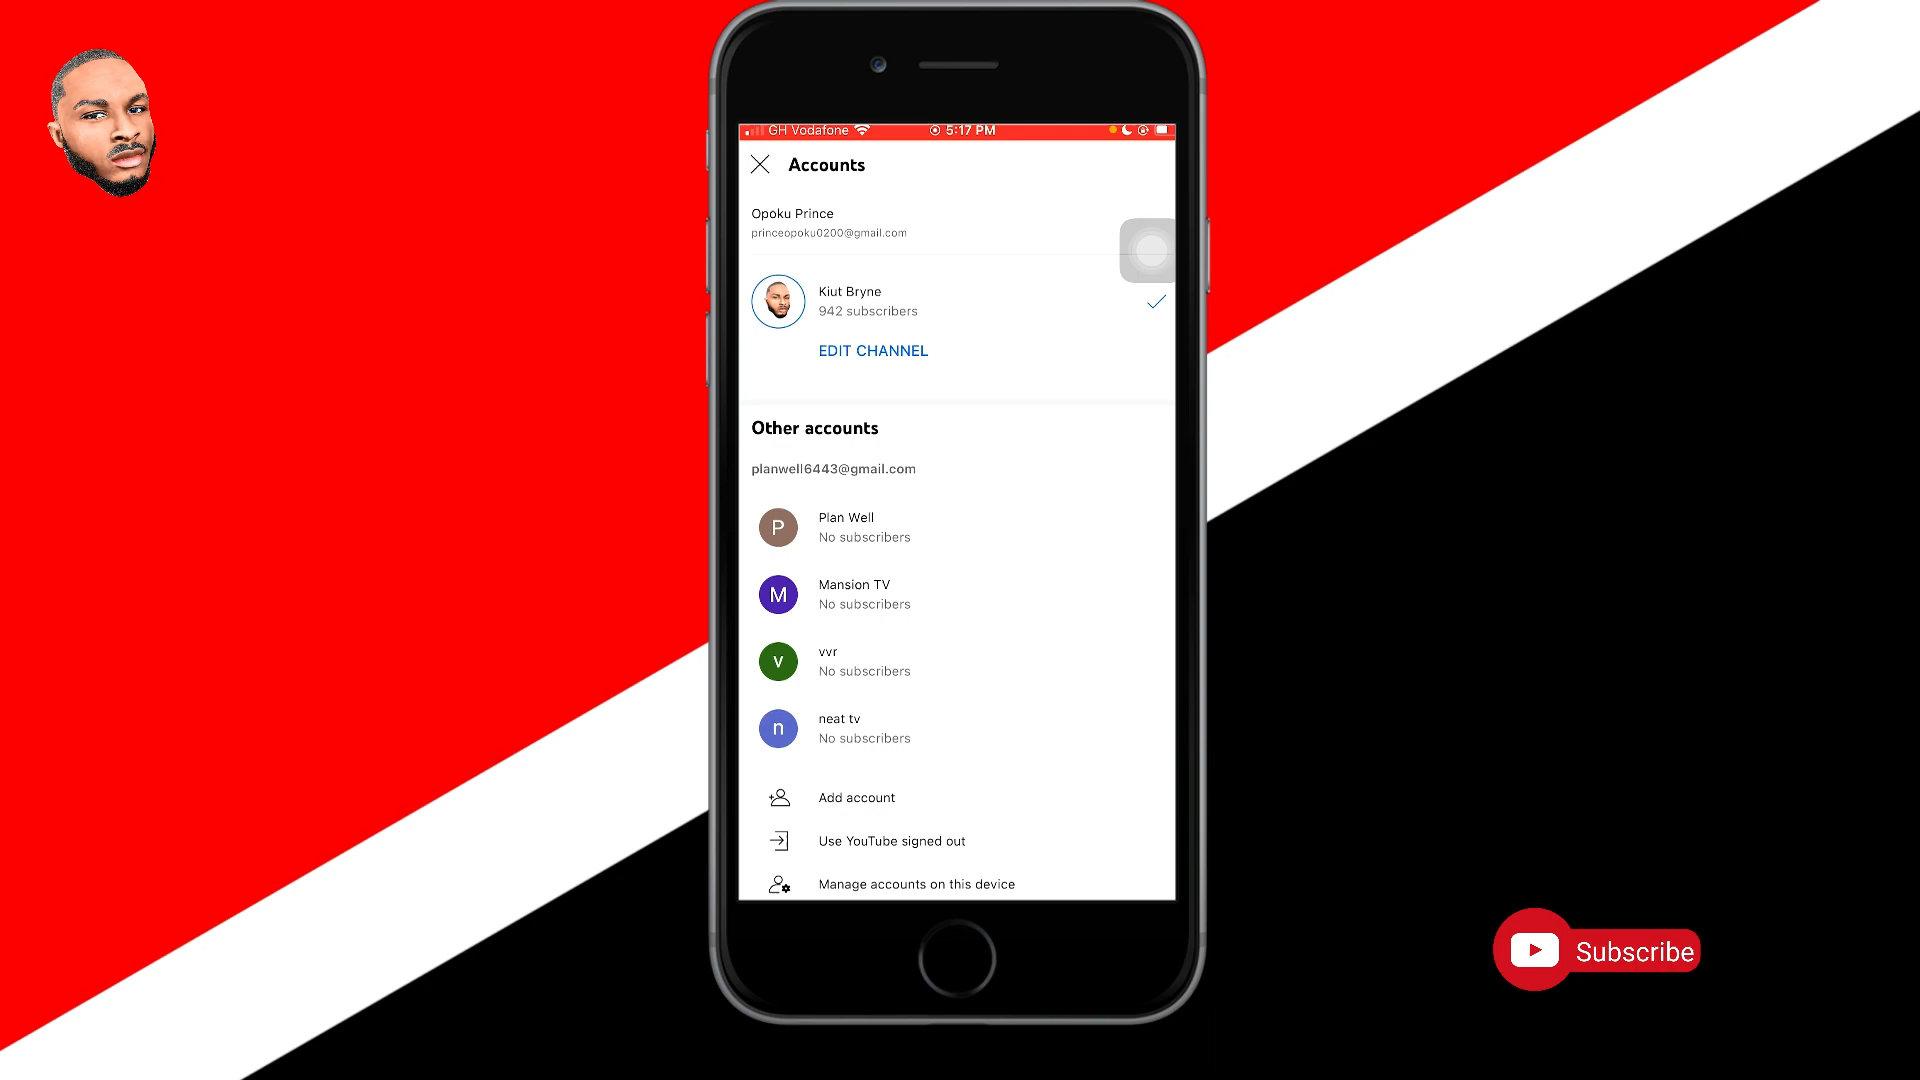 GH Vodafone 5:17 PM
Accounts
Opoku Prince
princeopoku0200@gmail.com
Kiut Bryne
942 subscribers
EDIT CHANNEL
Other accounts
planwell6443@gmail.com
P Plan Well
No subscribers
M Mansion TV
No subscribers
v vvr
No subscribers
n neat tv
No subscribers
Add account
Use YouTube signed out
Manage accounts on this device
Subscribe